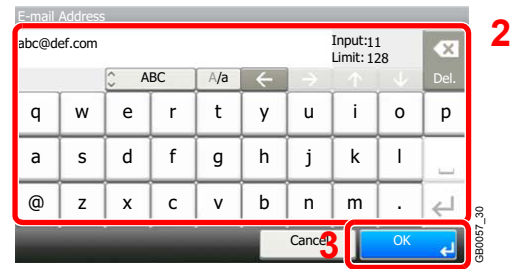 E-mail Address
abc@def.com
Input:11
Limit: 128
2
ABC A/a ← → ↑ ↓ Del.
q w e r t y u i o p
a s d f g h j k l
@ z x c v b n m .
3
Cancel OK
GB0057_30